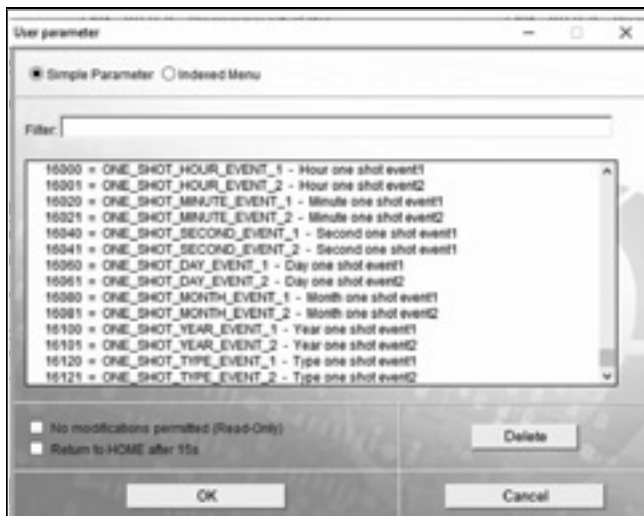 User parameter
Simple Parameter Indexed Menu
Filter:
16000 = ONE_SHOT_HOUR_EVENT_1 - Hour one shot event1
16001 = ONE_SHOT_HOUR_EVENT_2 - Hour one shot event2
16020 = ONE_SHOT_MINUTE_EVENT_1 - Minute one shot event1
16021 = ONE_SHOT_MINUTE_EVENT_2 - Minute one shot event2
16040 = ONE_SHOT_SECOND_EVENT_1 - Second one shot event1
16041 = ONE_SHOT_SECOND_EVENT_2 - Second one shot event1
16060 = ONE_SHOT_DAY_EVENT_1 - Day one shot event1
16061 = ONE_SHOT_DAY_EVENT_2 - Day one shot event2
16080 = ONE_SHOT_MONTH_EVENT_1 - Month one shot event1
16081 = ONE_SHOT_MONTH_EVENT_2 - Month one shot event2
16100 = ONE_SHOT_YEAR_EVENT_1 - Year one shot event1
16101 = ONE_SHOT_YEAR_EVENT_2 - Year one shot event2
16120 = ONE_SHOT_TYPE_EVENT_1 - Type one shot event1
16121 = ONE_SHOT_TYPE_EVENT_2 - Type one shot event2
No modifications permitted (Read-Only)
Return to HOME after 15s
Delete
OK Cancel